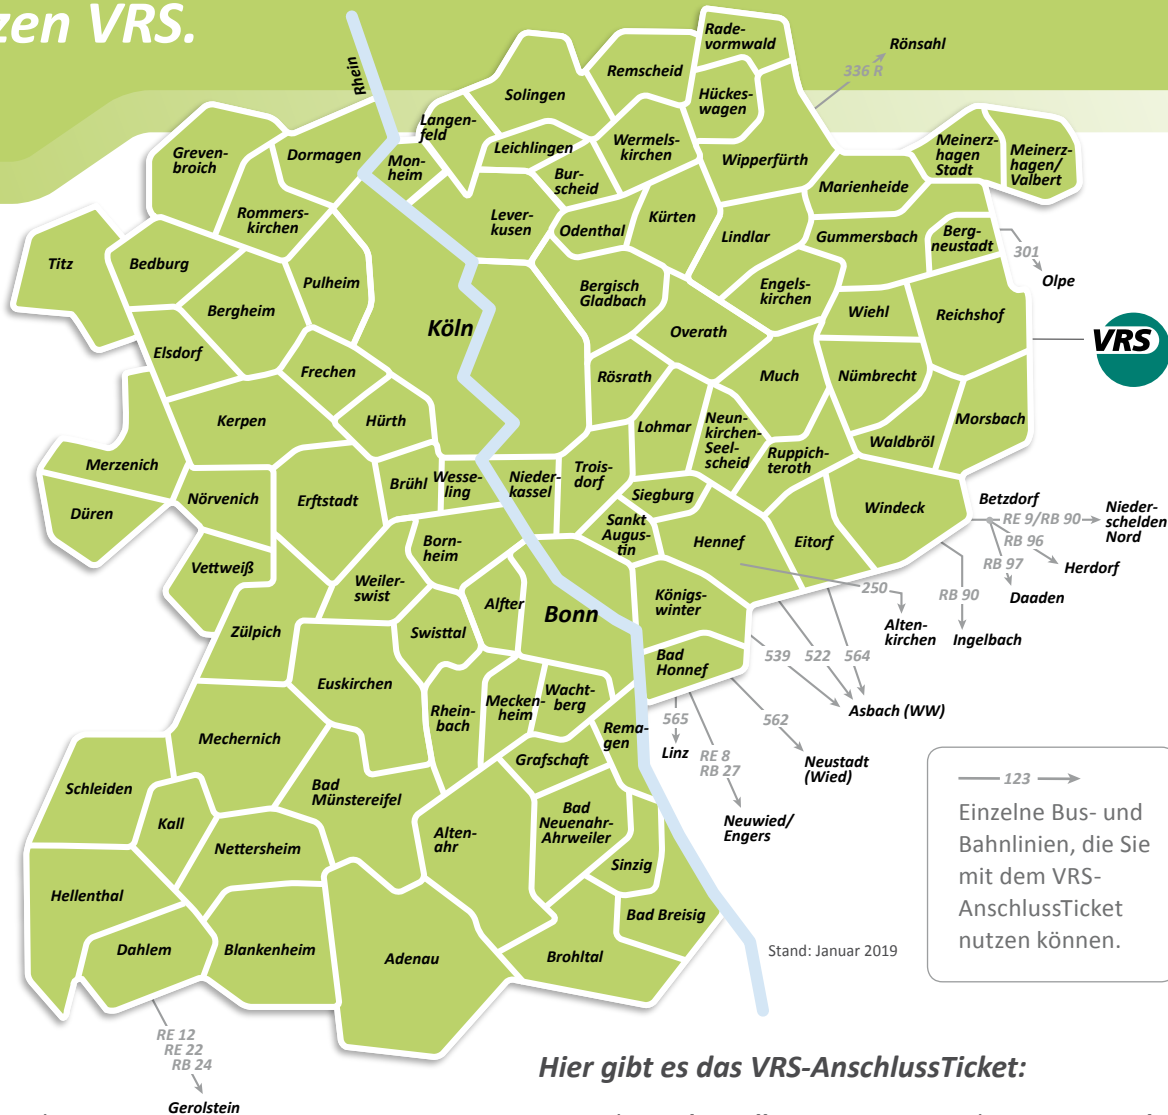 zen VRS.
Rhein
Rade-
vormwald
Rönsahl
336 R
Remscheid
Hückes-
wagen
Solingen
Langen-
feld
Leichlingen
Wermels-
kirchen
Wipperfürth
Meinerz-
hagen
Stadt
Meinerz-
hagen/
Valbert
Greven-
broich
Dormagen
Mon-
heim
Bur-
scheid
Marienheide
Rommers-
kirchen
Lever-
kusen
Odenthal
Kürten
Lindlar
Gummersbach
Berg-
neustadt
301
Olpe
Titz
Bedburg
Pulheim
Bergheim
Bergisch
Gladbach
Engels-
kirchen
Wiehl
Reichshof
VRS
Köln
Overath
Elsdorf
Frechen
Rösrath
Much
Nümbrecht
Kerpen
Hürth
Lohmar
Neun-
kirchen-
Seel-
scheid
Morsbach
Waldbröl
Merzenich
Ruppich-
teroth
Düren
Nörvenich
Erftstadt
Brühl
Wesse-
ling
Nieder-
kassel
Trois-
dorf
Siegburg
Windeck
Betzdorf
RE 9/RB 90
Nieder-
schelden
Nord
RB 96
Herdorf
RB 97
Daaden
RB 90
Ingelbach
Sankt
Augus-
tin
Hennef
Eitorf
Vettweiß
Born-
heim
Weiler-
swist
Alfter
Bonn
Königs-
winter
250
Alten-
kirchen
Zülpich
Swisttal
Bad
Honnef
539
522
564
Asbach (WW)
Euskirchen
Rhein-
bach
Mecken-
heim
Wacht-
berg
Rema-
gen
565
Linz
RE 8
RB 27
Neuwied/
Engers
562
Neustadt
(Wied)
Mechernich
Grafschaft
Schleiden
Kall
Bad
Münstereifel
Nettersheim
Alten-
ahr
Bad
Neuenahr-
Ahrweiler
Sinzig
Hellenthal
Dahlem
Blankenheim
Adenau
Brohltal
Bad Breisig
123
Einzelne Bus- und
Bahnlinien, die Sie
mit dem VRS-
AnschlussTicket
nutzen können.
Stand: Januar 2019
RE 12
RE 22
RB 24
Gerolstein
Hier gibt es das VRS-AnschlussTicket: